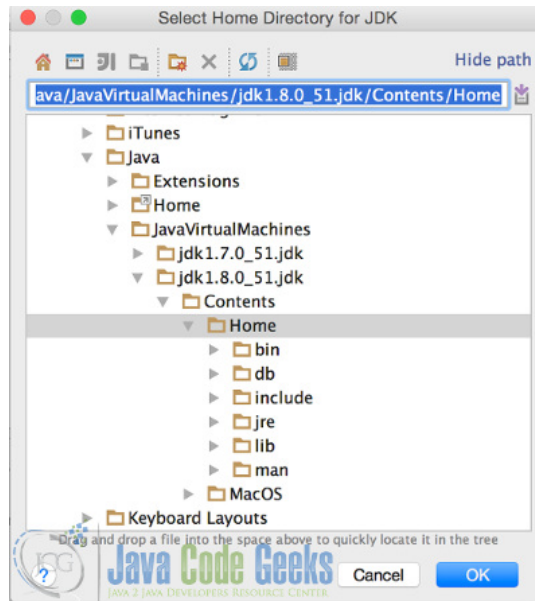 Select Home Directory for JDK
Hide path
ava/JavaVirtualMachines/jdk1.8.0_51.jdk/Contents/Home
iTunes
Java
Extensions
Home
JavaVirtualMachines
jdk1.7.0_51.jdk
jdk1.8.0_51.jdk
Contents
Home
bin
db
include
jre
lib
man
MacOS
Keyboard Layouts
Drag and drop a file into the space above to quickly locate it in the tree
?
JCG
Java Code Geeks
JAVA 2 JAVA DEVELOPERS RESOURCE CENTER
Cancel
OK